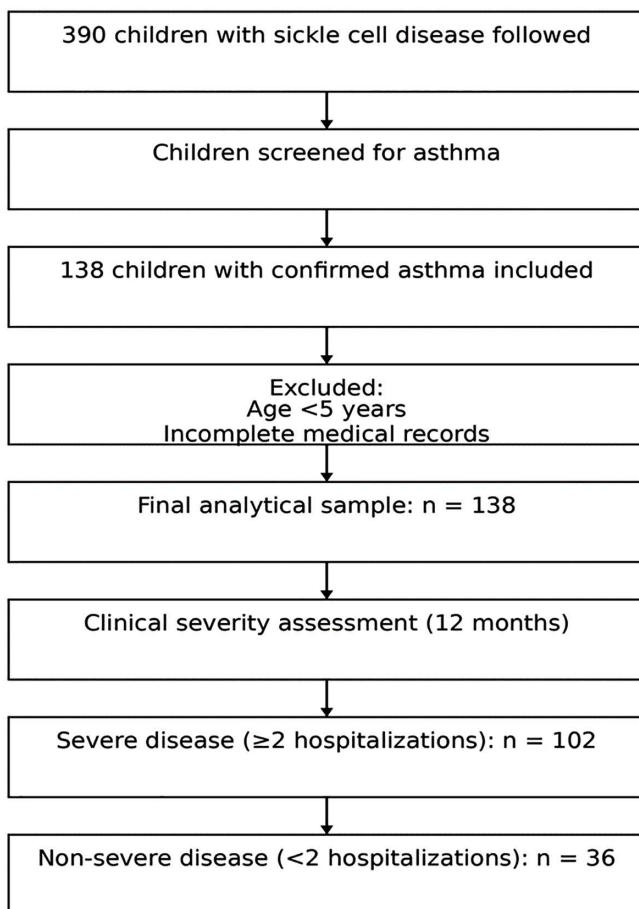 390 children with sickle cell disease followed
Children screened for asthma
138 children with confirmed asthma included
Excluded:
Age <5 years
Incomplete medical records
Final analytical sample: n = 138
Clinical severity assessment (12 months)
Severe disease (≥2 hospitalizations): n = 102
Non-severe disease (<2 hospitalizations): n = 36